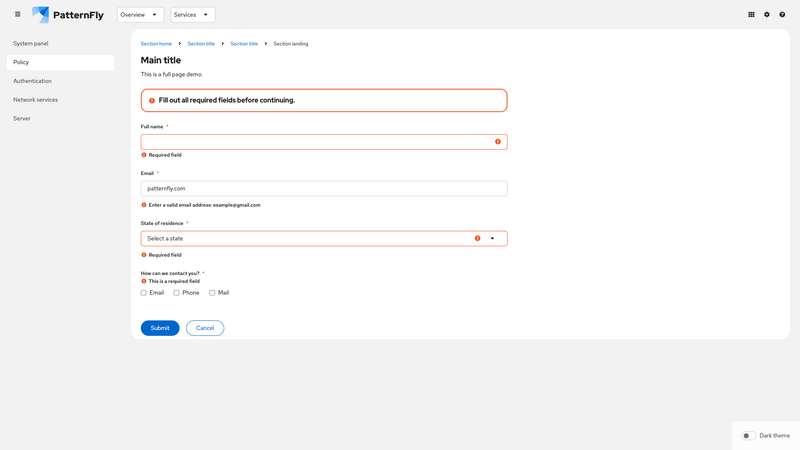 PatternFly
Overview
Services
System panel
Policy
Authentication
Network services
Server
Section home
Section title
Section title
Section landing
Main title
This is a full page demo.
Fill out all required fields before continuing.
Full name *
Required field
Email *
patternfly.com
Enter a valid email address: example@gmail.com
State of residence *
Select a state
Required field
How can we contact you? *
This is a required field
Email
Phone
Mail
Submit
Cancel
Dark theme